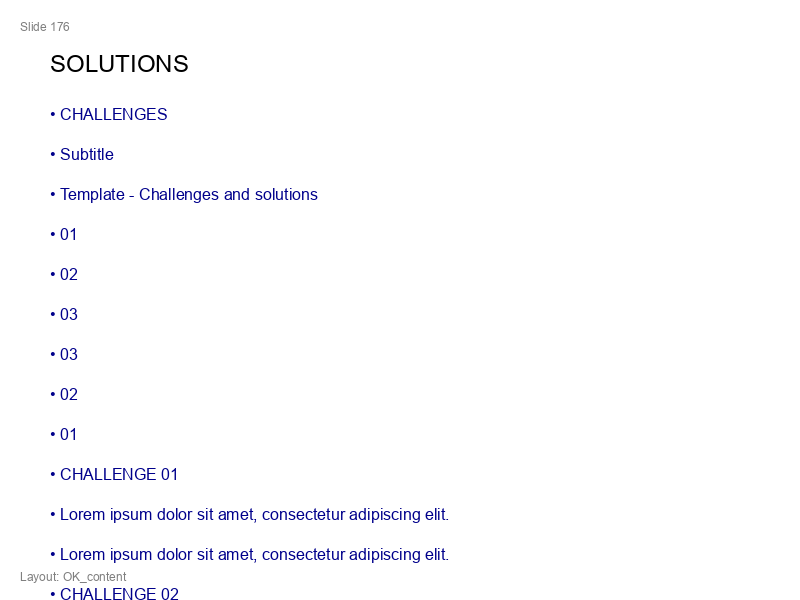 Slide 176
SOLUTIONS
• CHALLENGES
• Subtitle
• Template - Challenges and solutions
• 01
• 02
• 03
• 03
• 02
• 01
• CHALLENGE 01
• Lorem ipsum dolor sit amet, consectetur adipiscing elit.
• Lorem ipsum dolor sit amet, consectetur adipiscing elit.
Layout: OK_content
• CHALLENGE 02